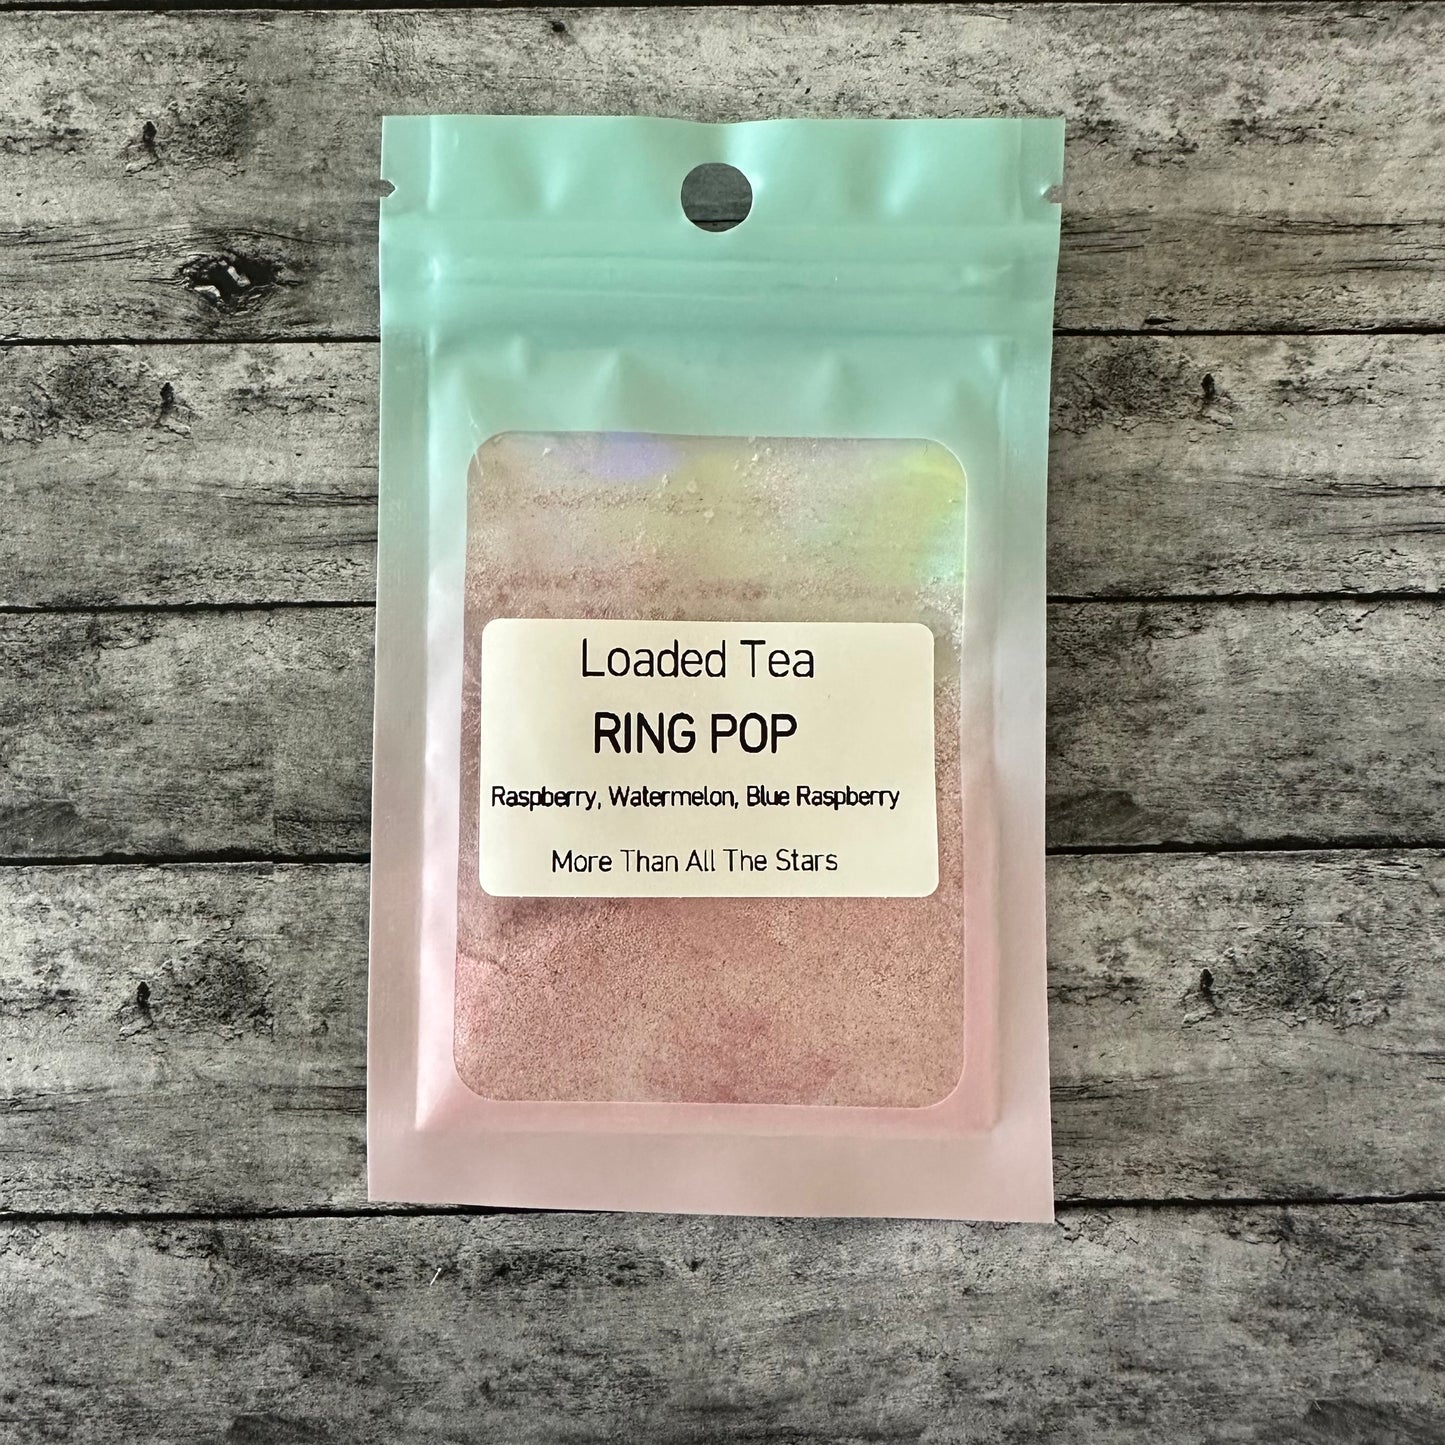 Loaded Tea
RING POP
Raspberry, Watermelon, Blue Raspberry
More Than All The Stars